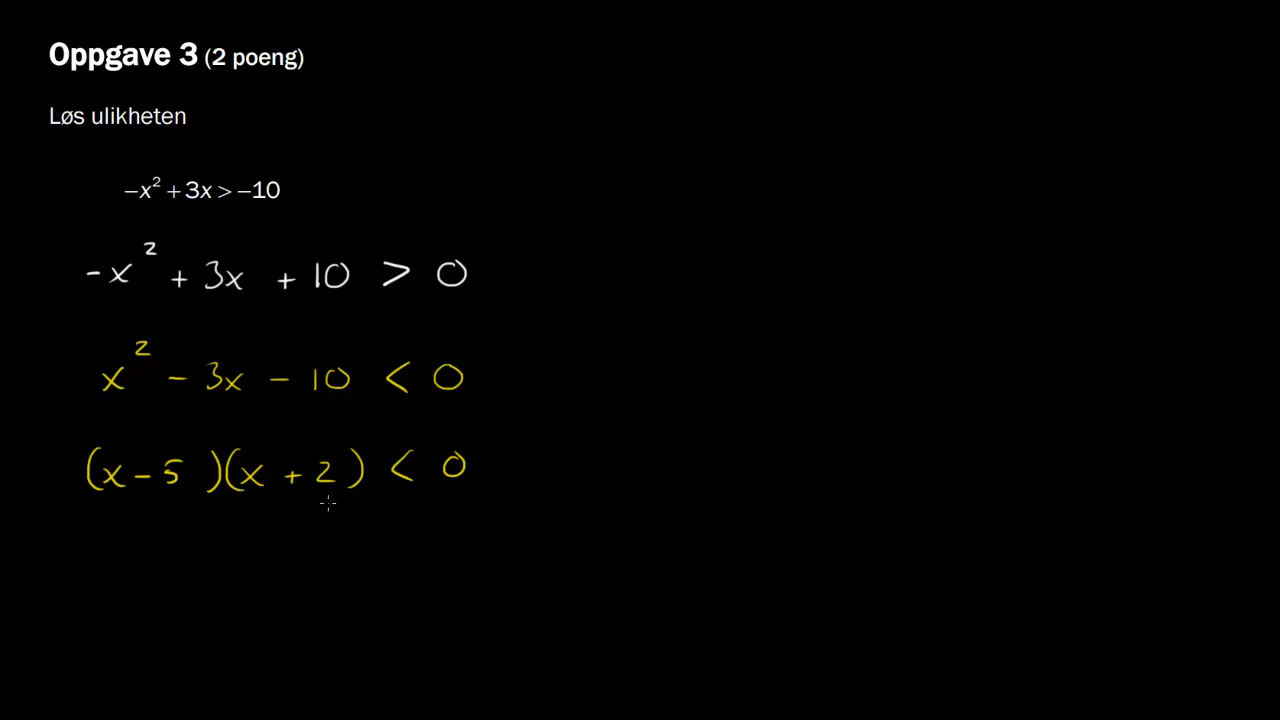 Oppgave 3 (2 poeng)
Løs ulikheten
−x² + 3x > −10
-x² + 3x + 10 > 0
x² - 3x - 10 < 0
(x - 5)(x + 2) < 0